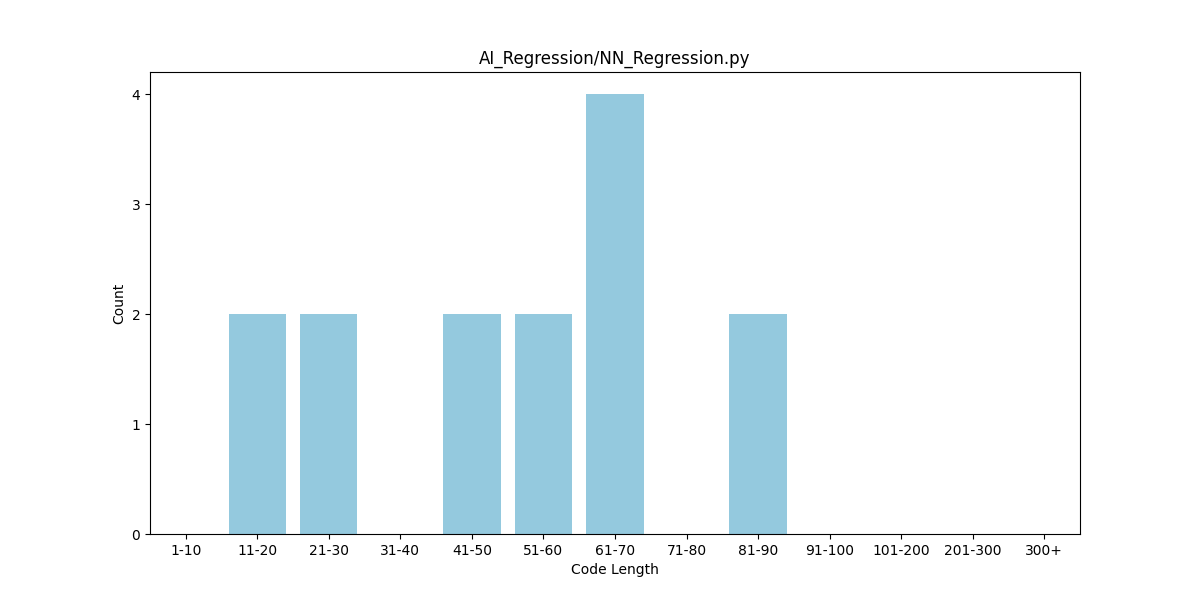 AI_Regression/NN_Regression.py
Count
4
3
2
1
0
1-10 11-20 21-30 31-40 41-50 51-60 61-70 71-80 81-90 91-100 101-200 201-300 300+
Code Length